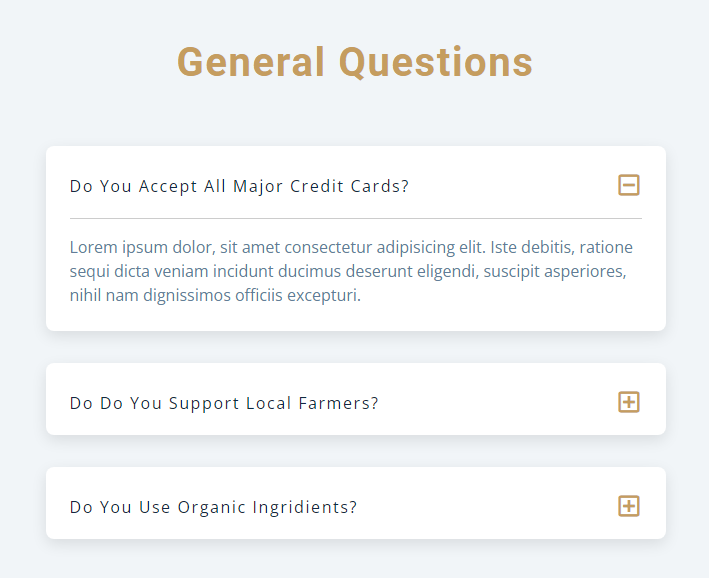 General Questions
Do You Accept All Major Credit Cards?
Lorem ipsum dolor, sit amet consectetur adipisicing elit. Iste debitis, ratione
sequi dicta veniam incidunt ducimus deserunt eligendi, suscipit asperiores,
nihil nam dignissimos officiis excepturi.
Do Do You Support Local Farmers?
Do You Use Organic Ingridients?